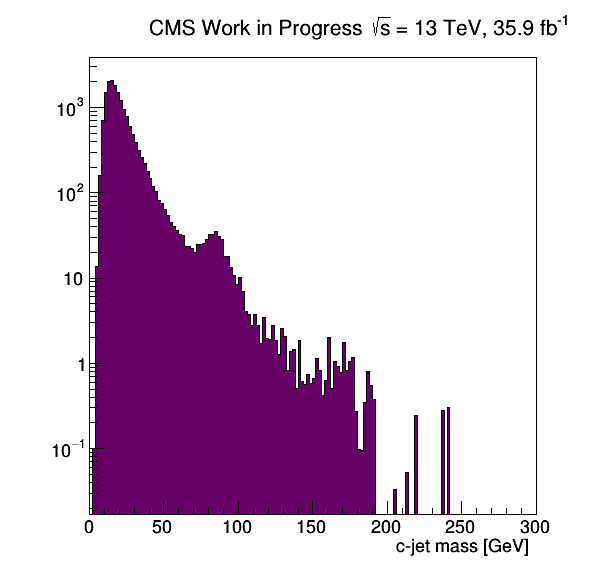 CMS Work in Progress √s = 13 TeV, 35.9 fb⁻¹
10³
10²
10
1
10⁻¹
0 50 100 150 200 250 300
c-jet mass [GeV]